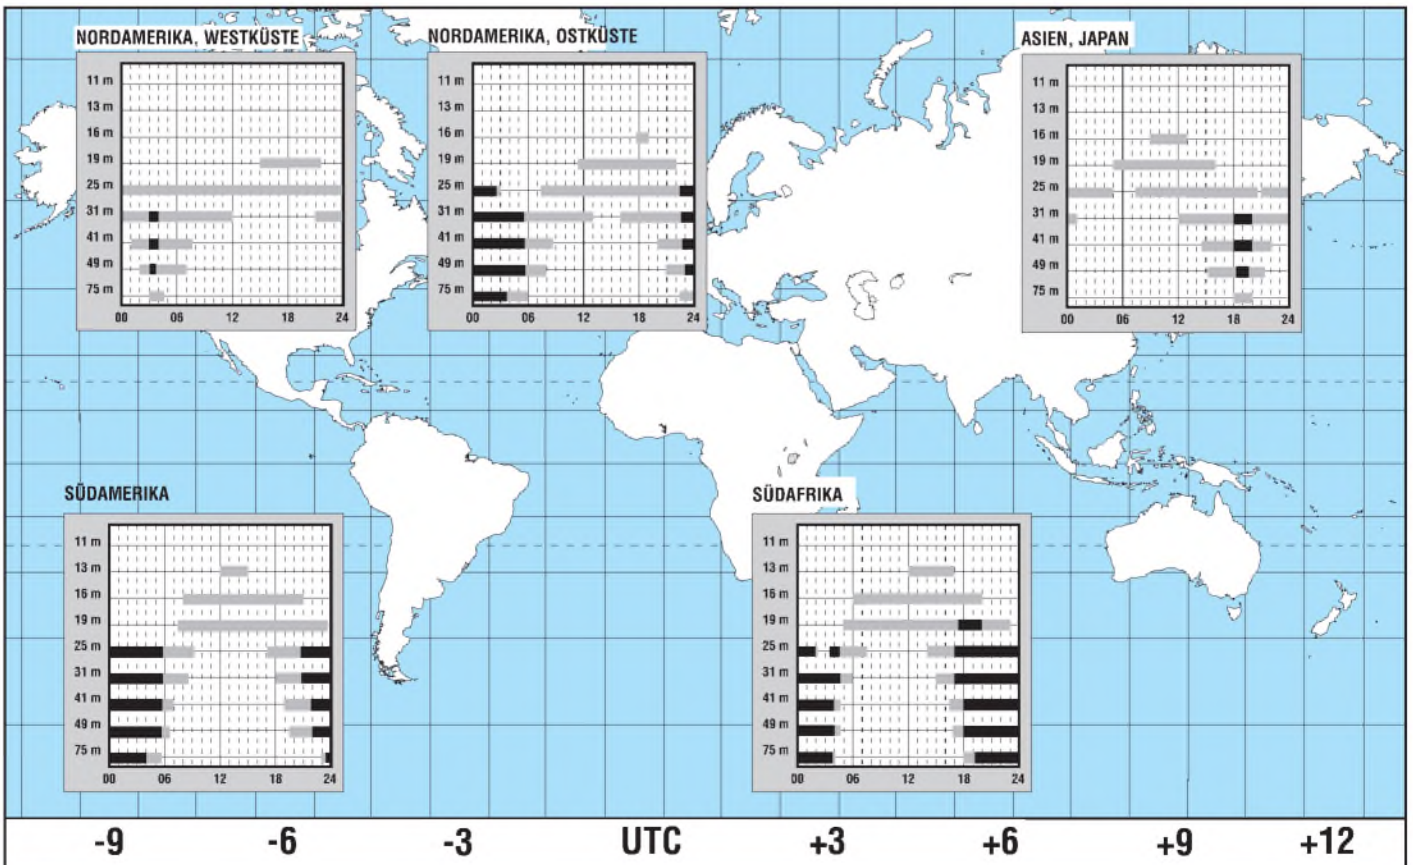 NORDAMERIKA, WESTKÜSTE
11 m
13 m
16 m
19 m
25 m
31 m
41 m
49 m
75 m
00 06 12 18 24
NORDAMERIKA, OSTKÜSTE
11 m
13 m
16 m
19 m
25 m
31 m
41 m
49 m
75 m
00 06 12 18 24
ASIEN, JAPAN
11 m
13 m
16 m
19 m
25 m
31 m
41 m
49 m
75 m
00 06 12 18 24
SÜDAMERIKA
11 m
13 m
16 m
19 m
25 m
31 m
41 m
49 m
75 m
00 06 12 18 24
SÜDAFRIKA
11 m
13 m
16 m
19 m
25 m
31 m
41 m
49 m
75 m
00 06 12 18 24
-9 -6 -3 UTC +3 +6 +9 +12